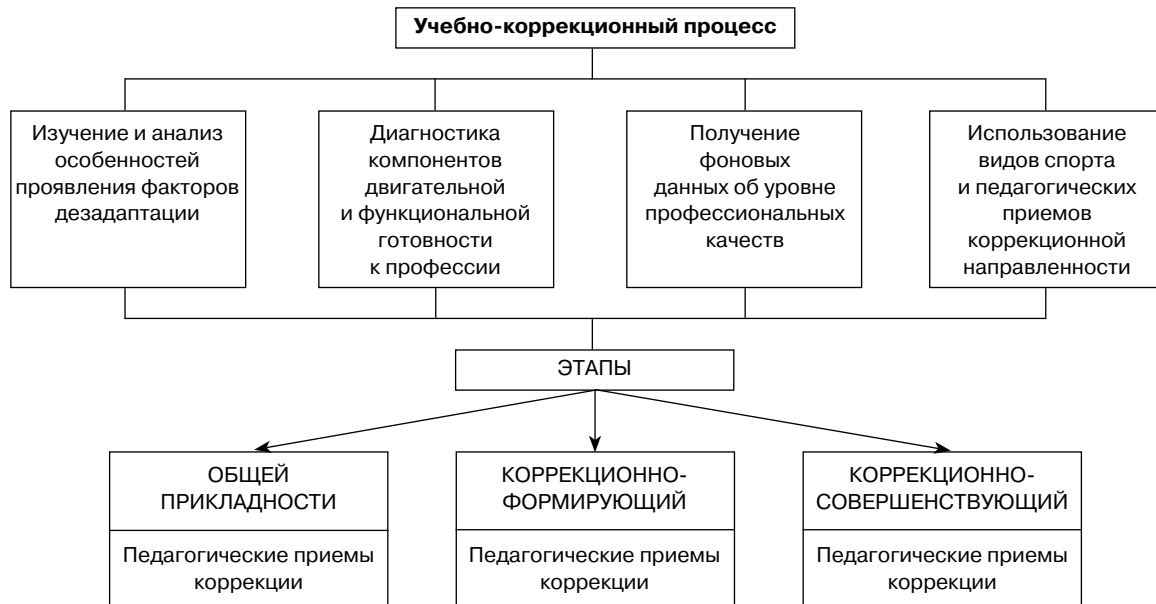 Учебно-коррекционный процесс
Изучение и анализ
особенностей
проявления факторов
дезадаптации
Диагностика
компонентов
двигательной
и функциональной
готовности
к профессии
Получение
фоновых
данных об уровне
профессиональных
качеств
Использование
видов спорта
и педагогических
приемов
коррекционной
направленности
ЭТАПЫ
ОБЩЕЙ
ПРИКЛАДНОСТИ
Педагогические приемы
коррекции
КОРРЕКЦИОННО-
ФОРМИРУЮЩИЙ
Педагогические приемы
коррекции
КОРРЕКЦИОННО-
СОВЕРШЕНСТВУЮЩИЙ
Педагогические приемы
коррекции